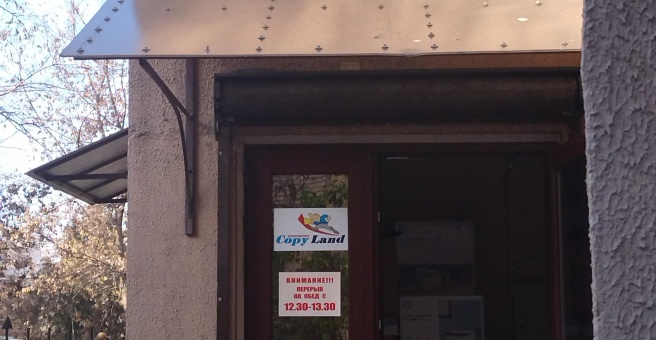 Copy Land
ВНИМАНИЕ!!!
ПЕРЕРЫВ
НА ОБЕД С
12.30-13.30